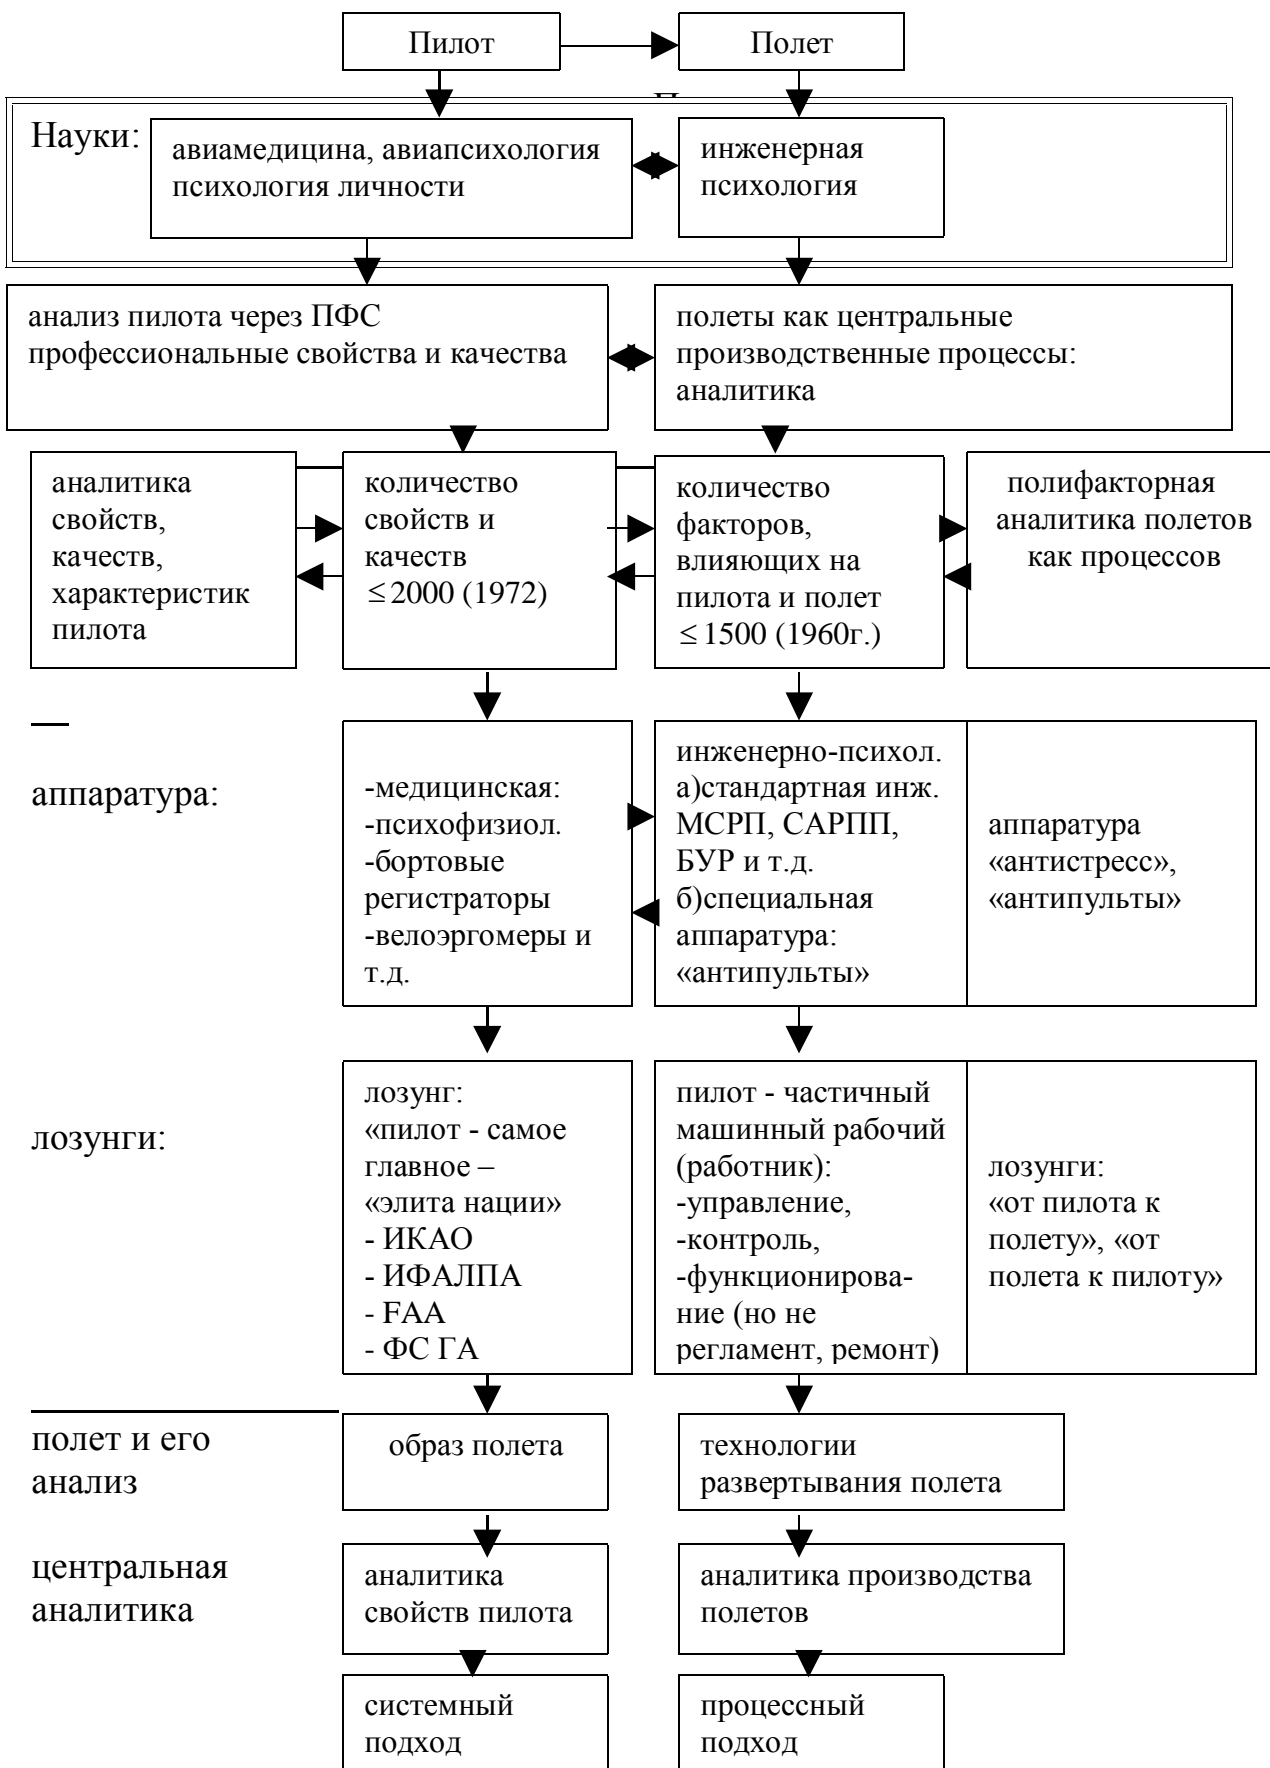 Пилот
Полет
Науки:
авиамедицина, авиапсихология
психология личности
инженерная
психология
анализ пилота через ПФС
профессиональные свойства и качества
полеты как центральные
производственные процессы:
аналитика
аналитика
свойств,
качеств,
характеристик
пилота
количество
свойств и
качеств
≤2000 (1972)
количество
факторов,
влияющих на
пилота и полет
≤1500 (1960г.)
полифакторная
аналитика полетов
как процессов
аппаратура:
-медицинская:
-психофизиол.
-бортовые
регистраторы
-велоэргомеры и
т.д.
инженерно-психол.
а)стандартная инж.
МСРП, САРПП,
БУР и т.д.
б)специальная
аппаратура:
«антипульты»
аппаратура
«антистресс»,
«антипульты»
лозунги:
лозунг:
«пилот - самое
главное –
«элита нации»
- ИКАО
- ИФАЛПА
- FAA
- ФС ГА
пилот - частичный
машинный рабочий
(работник):
-управление,
-контроль,
-функционирова-
ние (но не
регламент, ремонт)
лозунги:
«от пилота к
полету», «от
полета к пилоту»
полет и его
анализ
образ полета
технологии
развертывания полета
центральная
аналитика
аналитика
свойств пилота
аналитика производства
полетов
системный
подход
процессный
подход